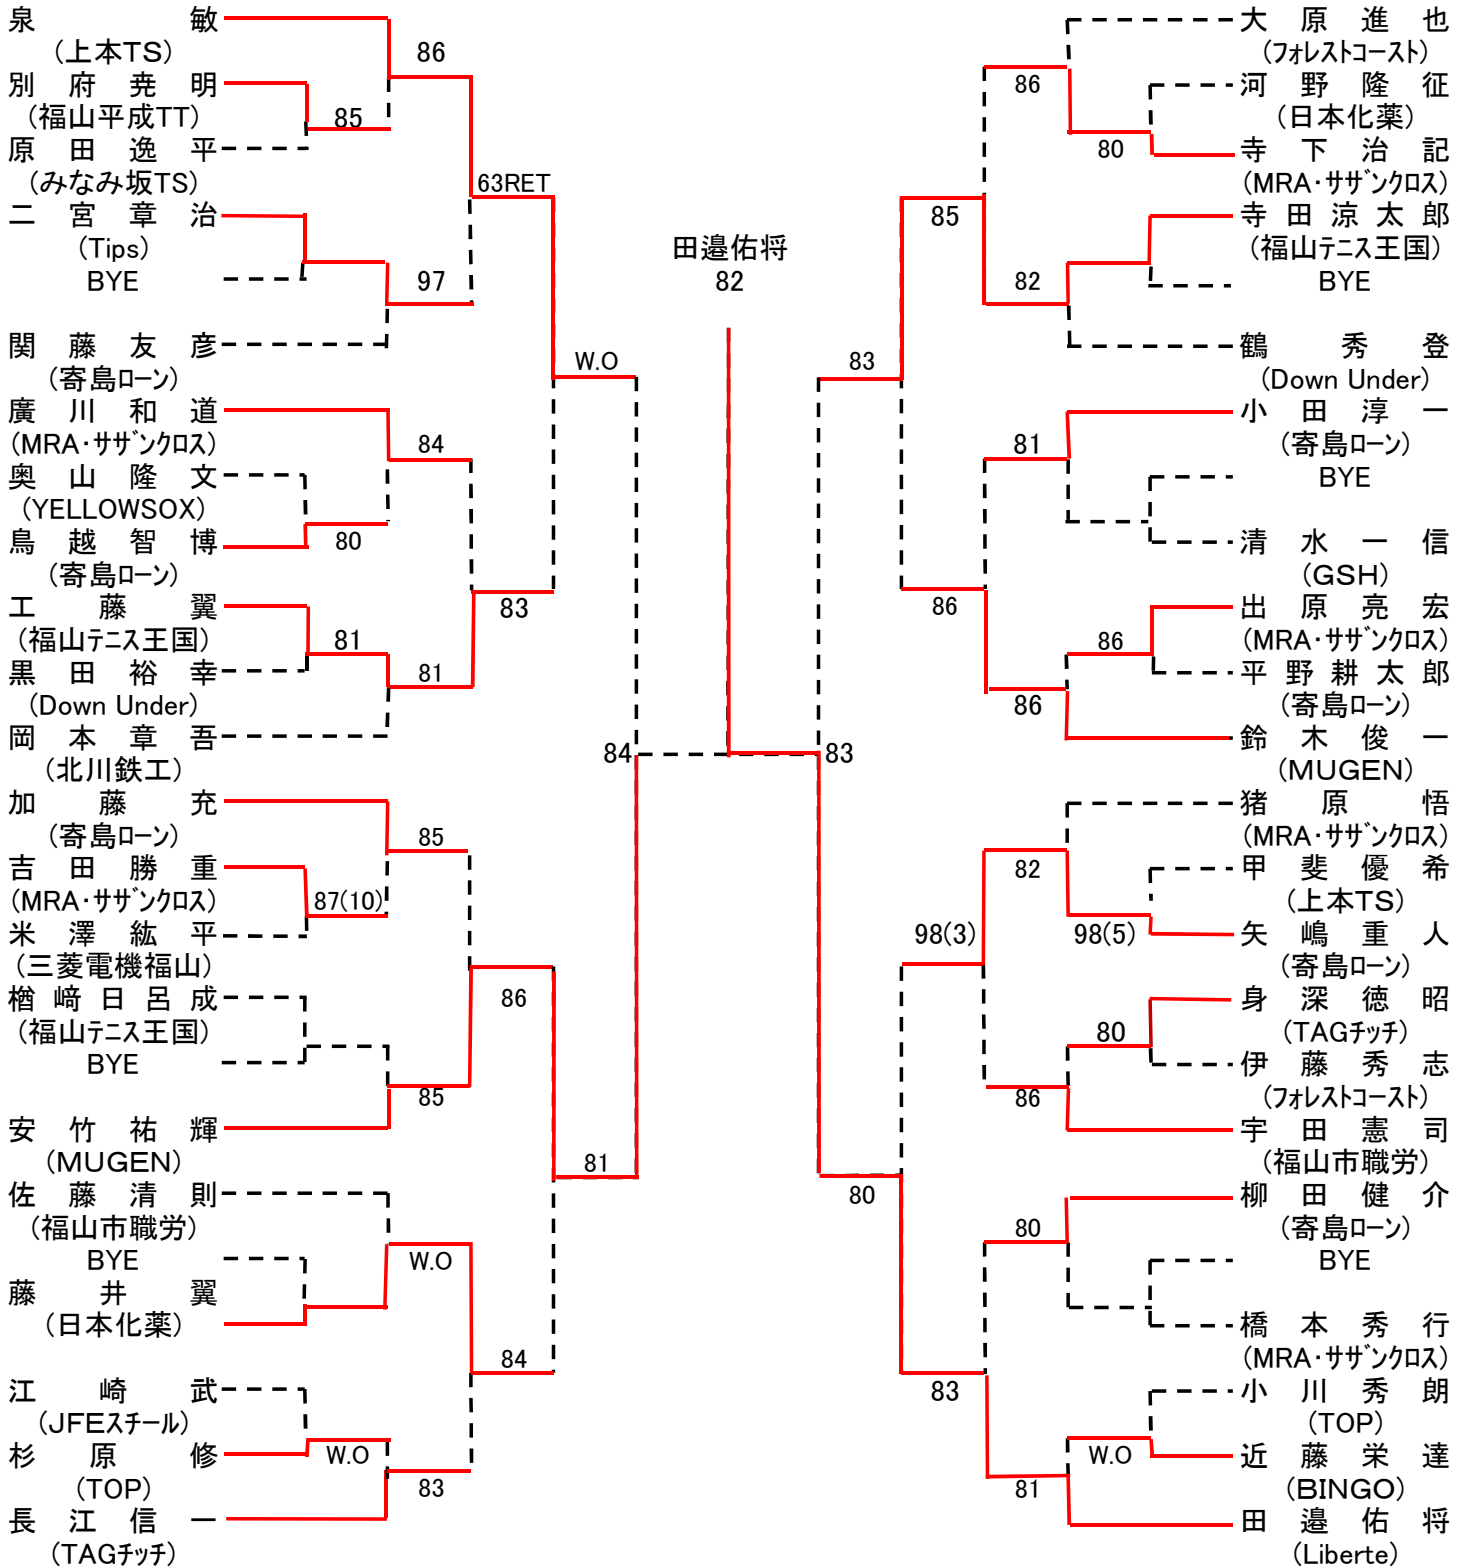 泉 敏
(上本TS)
86
別 府 尭 明
(福山平成TT)
85
原 田 逸 平
(みなみ坂TS)
63RET
二 宮 章 治
(Tips)
BYE
97
関 藤 友 彦
(寄島ローン)
W.O
廣 川 和 道
(MRA・サザンクロス)
84
奥 山 隆 文
(YELLOWSOX)
鳥 越 智 博
80
(寄島ローン)
工 藤 翼
83
(福山テニス王国)
81
黒 田 裕 幸
81
(Down Under)
岡 本 章 吾
(北川鉄工)
84
加 藤 充
(寄島ローン)
85
吉 田 勝 重
(MRA・サザンクロス)
87(10)
米 澤 紘 平
(三菱電機福山)
楢 﨑 日 呂 成
86
(福山テニス王国)
BYE
85
安 竹 祐 輝
(MUGEN)
81
佐 藤 清 則
(福山市職労)
BYE
W.O
藤 井 翼
(日本化薬)
84
江 崎 武
(JFEスチール)
杉 原 修
W.O
(TOP)
83
長 江 信 一
(TAGチッチ)
田邉佑将
82
83
大 原 進 也
(フォレストコースト)
86
河 野 隆 征
(日本化薬)
80
寺 下 治 記
(MRA・サザンクロス)
85
寺 田 涼 太 郎
(福山テニス王国)
82
BYE
鶴 秀 登
83
(Down Under)
小 田 淳 一
81
(寄島ローン)
BYE
清 水 一 信
(GSH)
86
出 原 亮 宏
(MRA・サザンクロス)
86
平 野 耕 太 郎
86
(寄島ローン)
鈴 木 俊 一
(MUGEN)
猪 原 悟
(MRA・サザンクロス)
82
甲 斐 優 希
(上本TS)
98(3)
98(5)
矢 嶋 重 人
(寄島ローン)
身 深 徳 昭
80
(TAGチッチ)
伊 藤 秀 志
86
(フォレストコースト)
宇 田 憲 司
(福山市職労)
80
柳 田 健 介
80
(寄島ローン)
BYE
橋 本 秀 行
(MRA・サザンクロス)
83
小 川 秀 朗
(TOP)
W.O
近 藤 栄 達
81
(BINGO)
田 邉 佑 将
(Liberte)